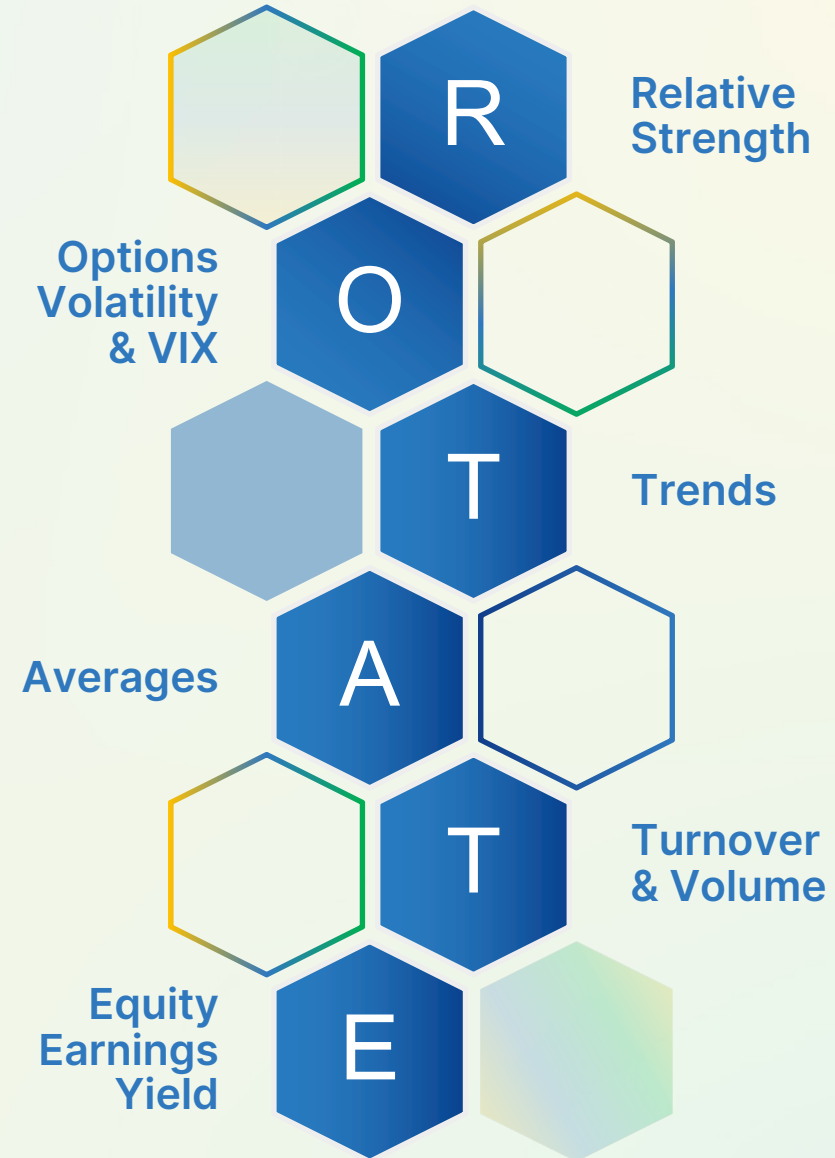 R
Relative
Strength
Options
Volatility
& VIX
O
T
Trends
Averages
A
T
Turnover
& Volume
Equity
Earnings
Yield
E